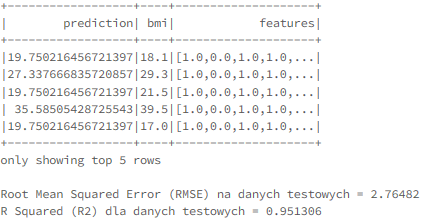 +------------------+----+--------------------+
|        prediction| bmi|            features|
+------------------+----+--------------------+
|19.750216456721397|18.1|[1.0,0.0,1.0,1.0,...|
|27.337666835720857|29.3|[1.0,0.0,1.0,1.0,...|
|19.750216456721397|21.5|[1.0,0.0,1.0,1.0,...|
| 35.58505428725543|39.5|[1.0,0.0,1.0,1.0,...|
|19.750216456721397|17.0|[1.0,0.0,1.0,1.0,...|
+------------------+----+--------------------+
only showing top 5 rows

Root Mean Squared Error (RMSE) na danych testowych = 2.76482
R Squared (R2) dla danych testowych = 0.951306